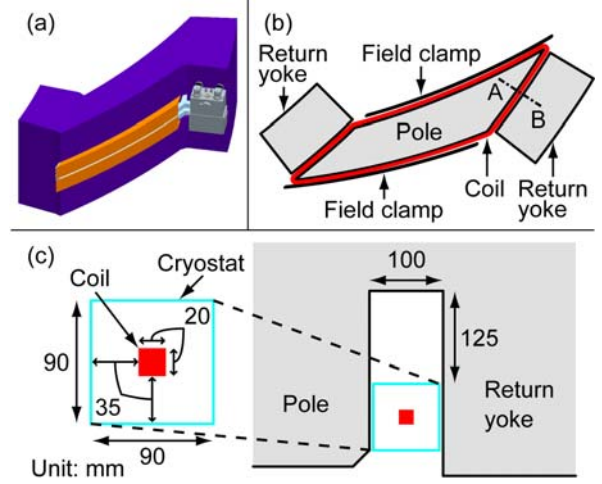 (a)
(b)
Return
yoke
Field clamp
A
B
Pole
Coil
Return
yoke
Field clamp
(c)
Cryostat
Coil
20
90
35
90
Unit: mm
100
125
Pole
Return
yoke